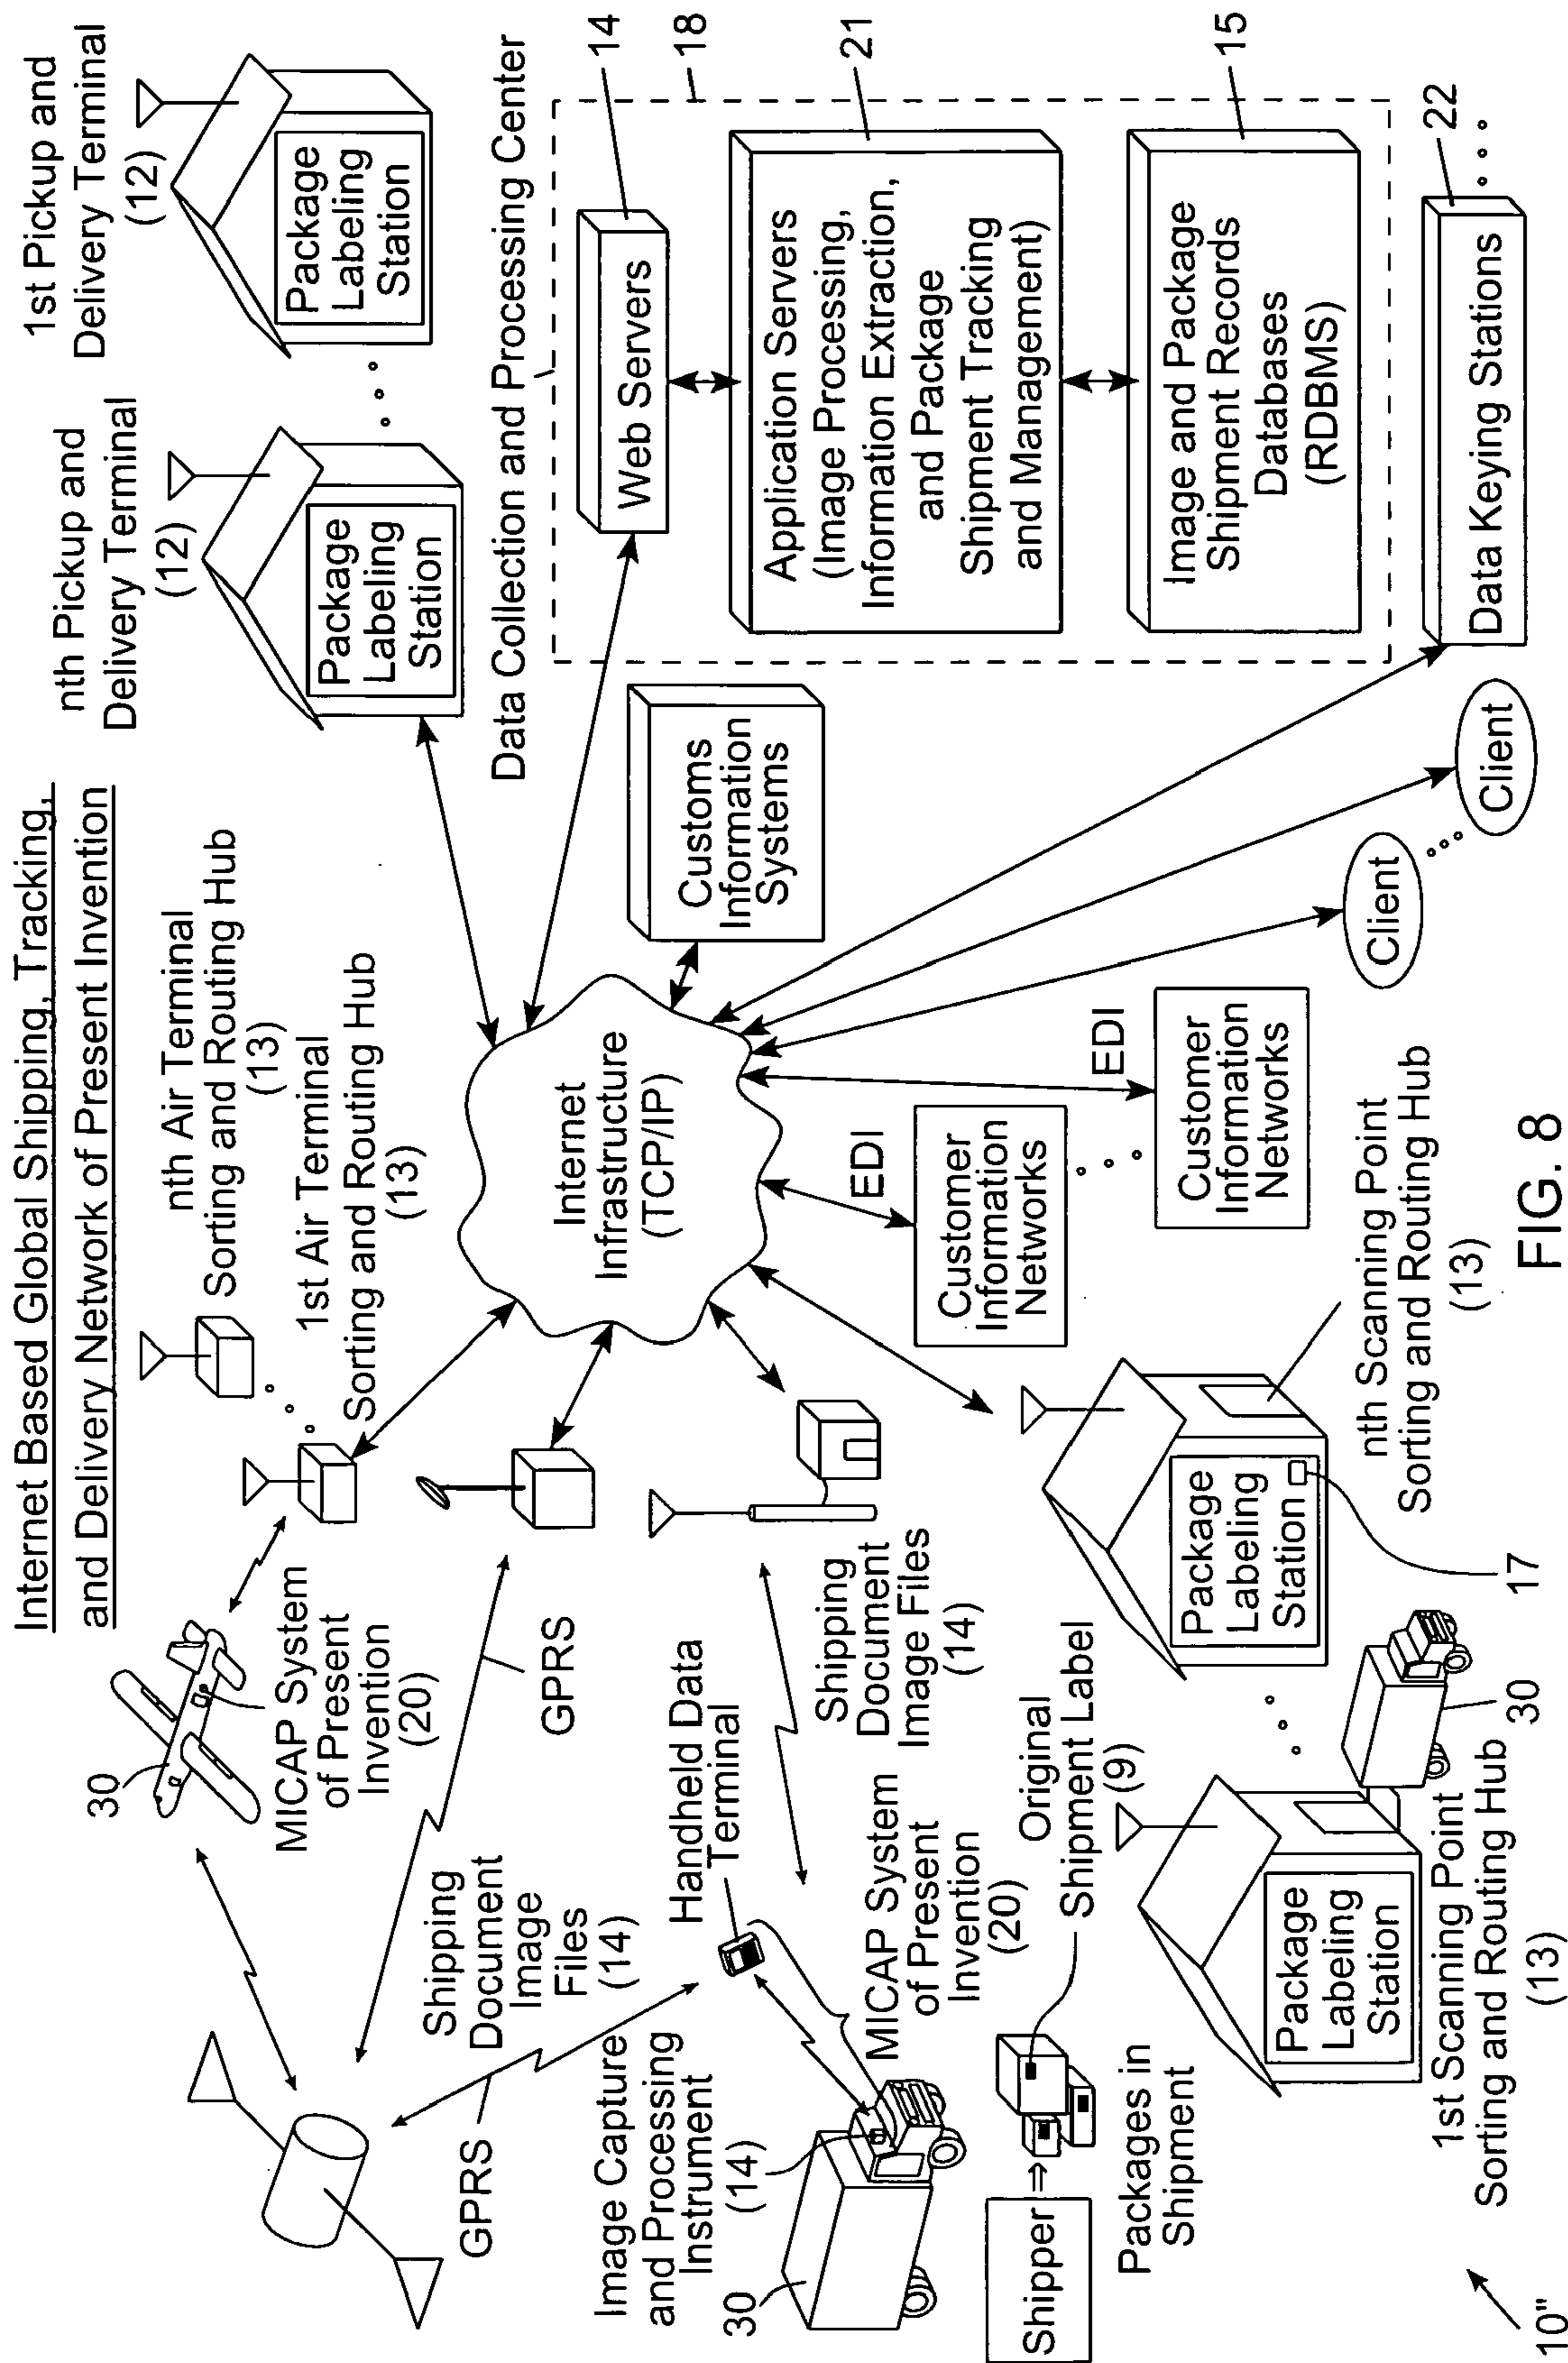 Internet Based Global Shipping, Tracking,
and Delivery Network of Present Invention
30
MICAP System
of Present
Invention
(20)
nth Air Terminal
Sorting and Routing Hub
(13)
1st Air Terminal
Sorting and Routing Hub
(13)
nth Pickup and
Delivery Terminal
(12)
Package
Labeling
Station
1st Pickup and
Delivery Terminal
(12)
Package
Labeling
Station
GPRS
Shipping
Document
Image
Files
(14)
GPRS
Image Capture
and Processing
Instrument
(14)
30
Handheld Data
Terminal
MICAP System
of Present
Invention
(20)
Shipping
Document
Image Files
(14)
Internet
Infrastructure
(TCP/IP)
Data Collection and Processing Center
Web Servers
14
18
Application Servers
(Image Processing,
Information Extraction,
and Package
Shipment Tracking
and Management)
21
Image and Package
Shipment Records
Databases
(RDBMS)
15
Data Keying Stations
22
Customs
Information
Systems
Client
Client
EDI
Customer
Information
Networks
EDI
Customer
Information
Networks
Shipper ⇒
Packages in
Shipment
Original
Shipment Label
(9)
Package
Labeling
Station
1st Scanning Point
Sorting and Routing Hub
(13)
30
Package
Labeling
Station
17
nth Scanning Point
Sorting and Routing Hub
(13)
10"
FIG. 8